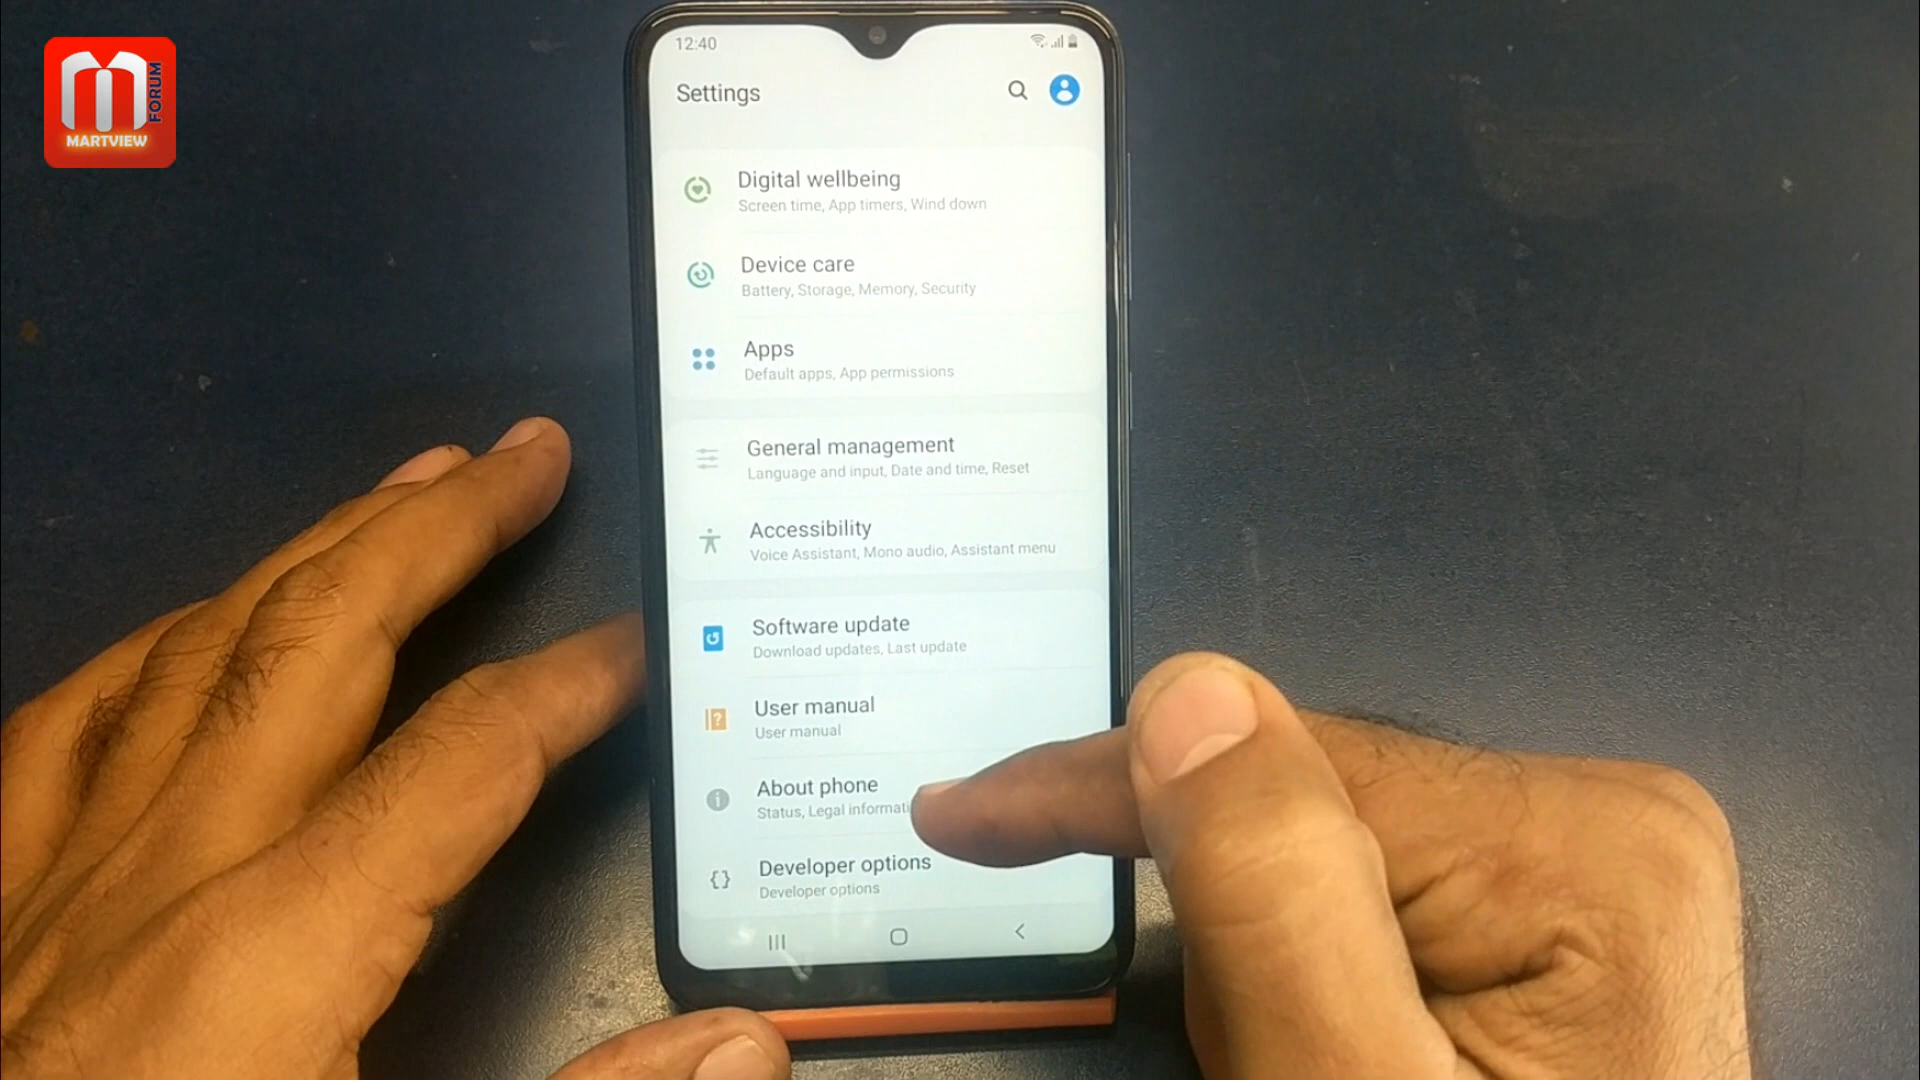 FORUM
MARTVIEW
12:40
Settings
Digital wellbeing
Screen time, App timers, Wind down
Device care
Battery, Storage, Memory, Security
Apps
Default apps, App permissions
General management
Language and input, Date and time, Reset
Accessibility
Voice Assistant, Mono audio, Assistant menu
Software update
Download updates, Last update
User manual
User manual
About phone
Status, Legal informati
Developer options
Developer options